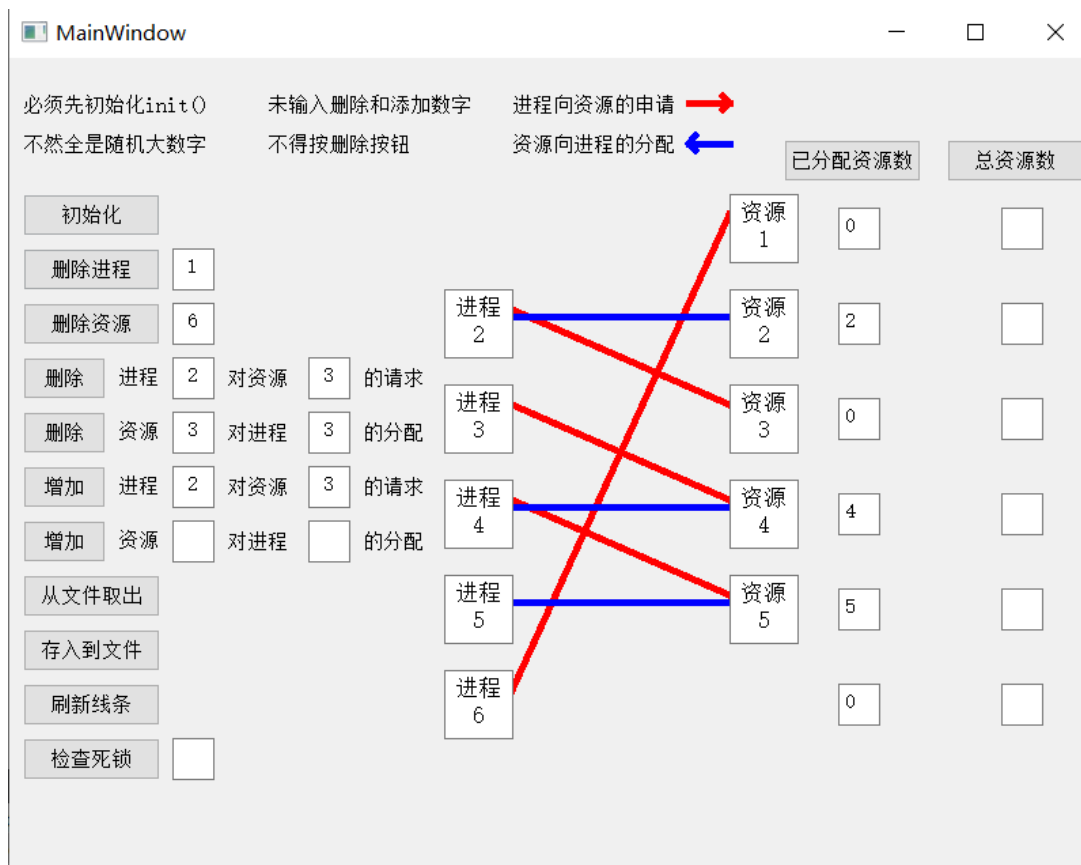 MainWindow
必须先初始化init() 未输入删除和添加数字 进程向资源的申请
不然全是随机大数字 不得按删除按钮 资源向进程的分配
已分配资源数 总资源数
初始化 资源 0
1
删除进程 1
进程 资源
删除资源 6 2 2 2
删除 进程 2 对资源 3 的请求
进程 资源
删除 资源 3 对进程 3 的分配 3 3 0
增加 进程 2 对资源 3 的请求
进程 资源
4 4 4
增加 资源 对进程 的分配
从文件取出 进程 资源
5 5 5
存入到文件
刷新线条 进程 0
6
检查死锁